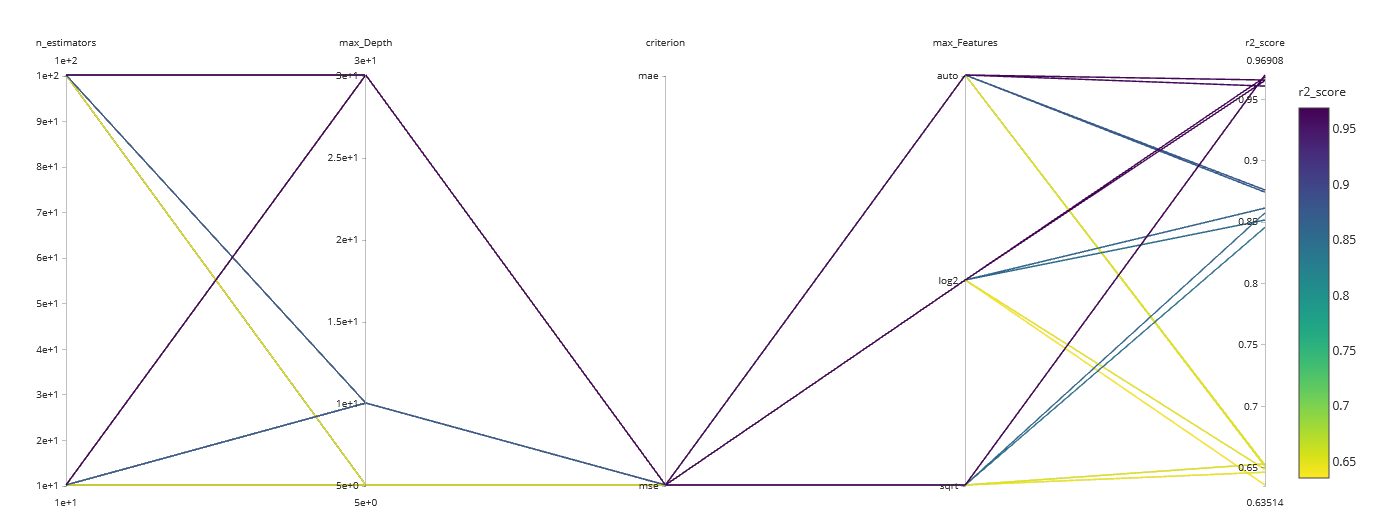 n_estimators
max_Depth
criterion
max_Features
r2_score
1e+2
3e+1
0.96908
1e+2
9e+1
8e+1
7e+1
6e+1
5e+1
4e+1
3e+1
2e+1
1e+1
1e+1
3e+1
2.5e+1
2e+1
1.5e+1
1e+1
5e+0
5e+0
mae
mse
auto
log2
sqrt
0.95
0.9
0.85
0.8
0.75
0.7
0.65
0.63514
r2_score
0.95
0.9
0.85
0.8
0.75
0.7
0.65